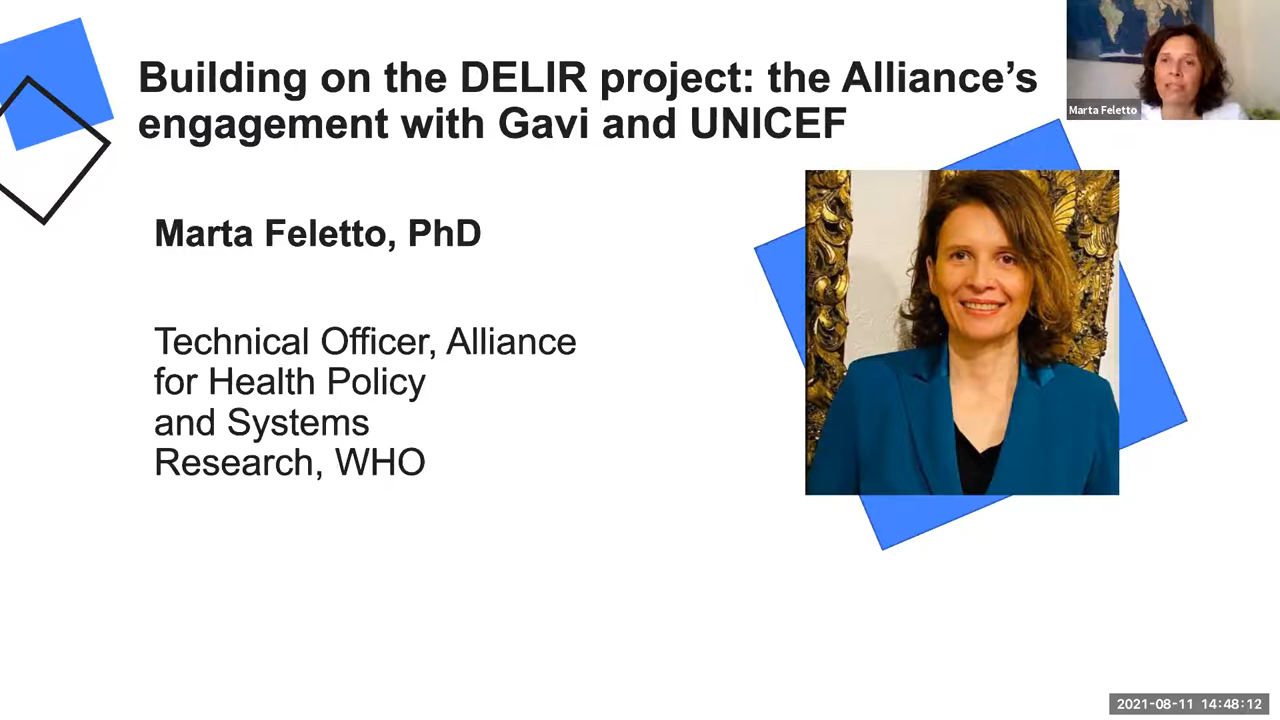 Building on the DELIR project: the Alliance’s
engagement with Gavi and UNICEF
Marta Feletto
Marta Feletto, PhD
Technical Officer, Alliance
for Health Policy
and Systems
Research, WHO
2021-08-11 14:48:12